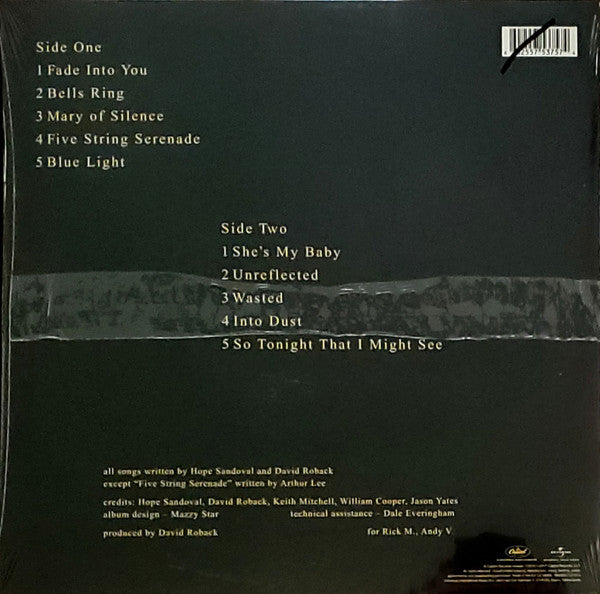 Side One
1 Fade Into You
2 Bells Ring
3 Mary of Silence
4 Five String Serenade
5 Blue Light
Side Two
1 She's My Baby
2 Unreflected
3 Wasted
4 Into Dust
5 So Tonight That I Might See
all songs written by Hope Sandoval and David Roback
except "Five String Serenade" written by Arthur Lee
credits: Hope Sandoval, David Roback, Keith Mitchell, William Cooper, Jason Yates
album design – Mazzy Star technical assistance – Dale Everingham
produced by David Roback for Rick M., Andy V.
Capitol